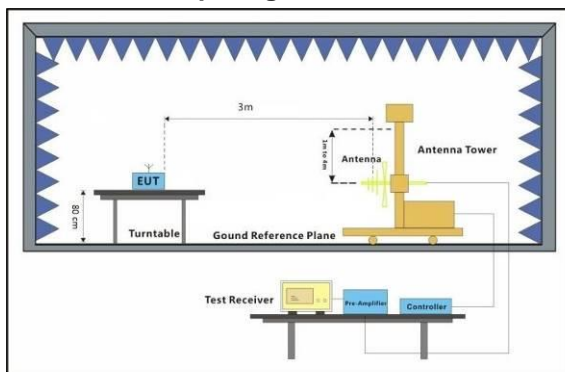 3m
1m to 4m
Antenna
Antenna Tower
EUT
80 cm
Turntable
Gound Reference Plane
Test Receiver
Pre-Amplifier
Controller